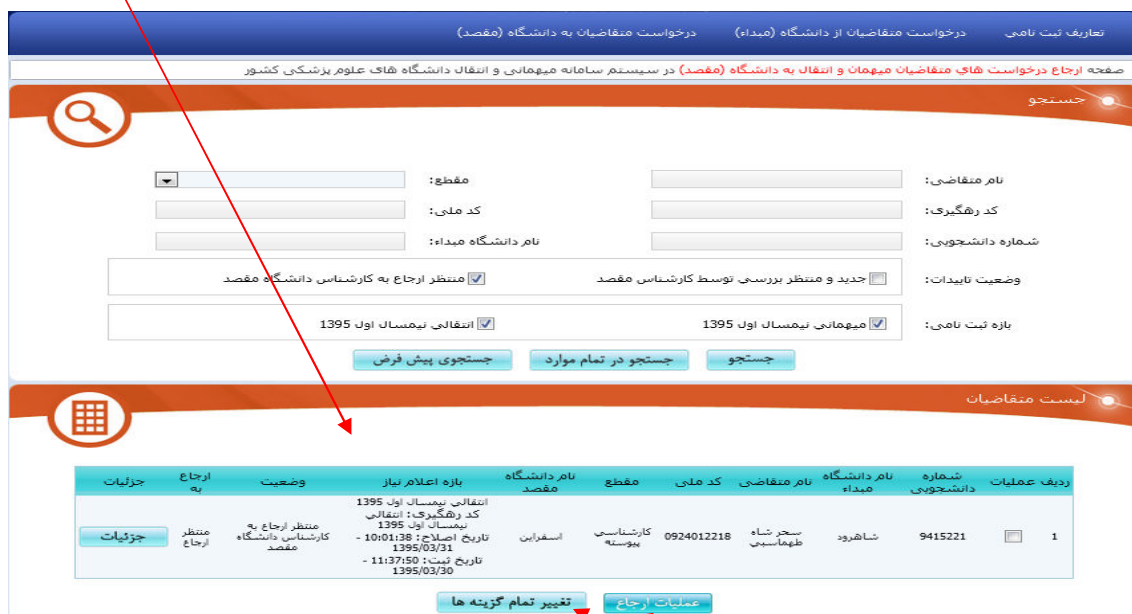 تعاریف ثبت نامی درخواست متقاضیان از دانشگاه (مبداء) درخواست متقاضیان به دانشگاه (مقصد)
صفحه ارجاع درخواست های متقاضیان میهمان و انتقال به دانشگاه (مقصد) در سیستم سامانه میهمانی و انتقال دانشگاه های علوم پزشکی کشور
جستجو
نام متقاضی: مقطع:
کد رهگیری: کد ملی:
شماره دانشجویی: نام دانشگاه مبداء:
وضعیت تاییدات: جدید و منتظر بررسی توسط کارشناس مقصد منتظر ارجاع به کارشناس دانشگاه مقصد
بازه ثبت نامی: میهمانی نیمسال اول 1395 انتقالی نیمسال اول 1395
جستجو جستجو در تمام موارد جستجوی پیش فرض
لیست متقاضیان
ردیف عملیات شماره دانشجویی نام دانشگاه مبداء نام متقاضی کد ملی مقطع نام دانشگاه مقصد بازه اعلام نیاز وضعیت ارجاع به جزئیات
1 9415221 شاهرود سحر شاه طهماسبی 0924012218 کارشناسی پیوسته اسفراین
انتقالی نیمسال اول 1395
کد رهگیری: انتقالی
نیمسال اول 1395
تاریخ اصلاح: 10:01:38 -
1395/03/31
تاریخ ثبت: 11:37:50 -
1395/03/30
منتظر ارجاع به
کارشناس دانشگاه
مقصد
منتظر
ارجاع
جزئیات
عملیات ارجاع تغییر تمام گزینه ها